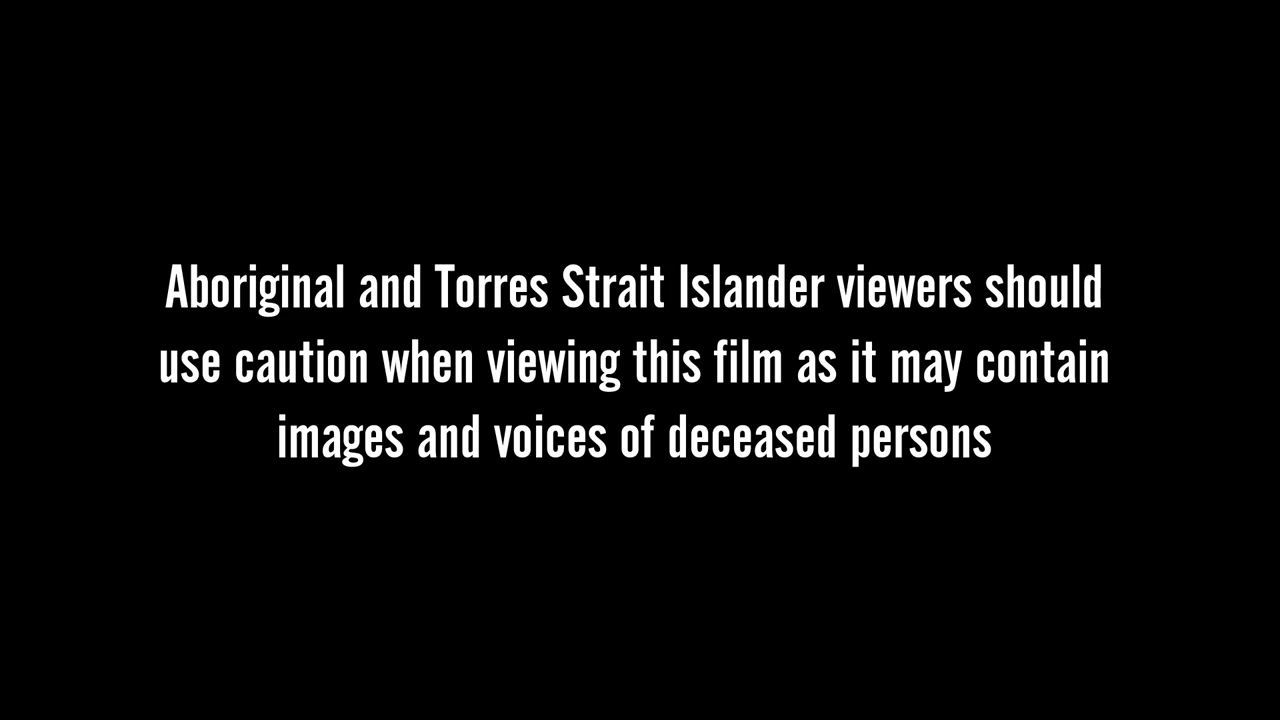 Aboriginal and Torres Strait Islander viewers should
use caution when viewing this film as it may contain
images and voices of deceased persons